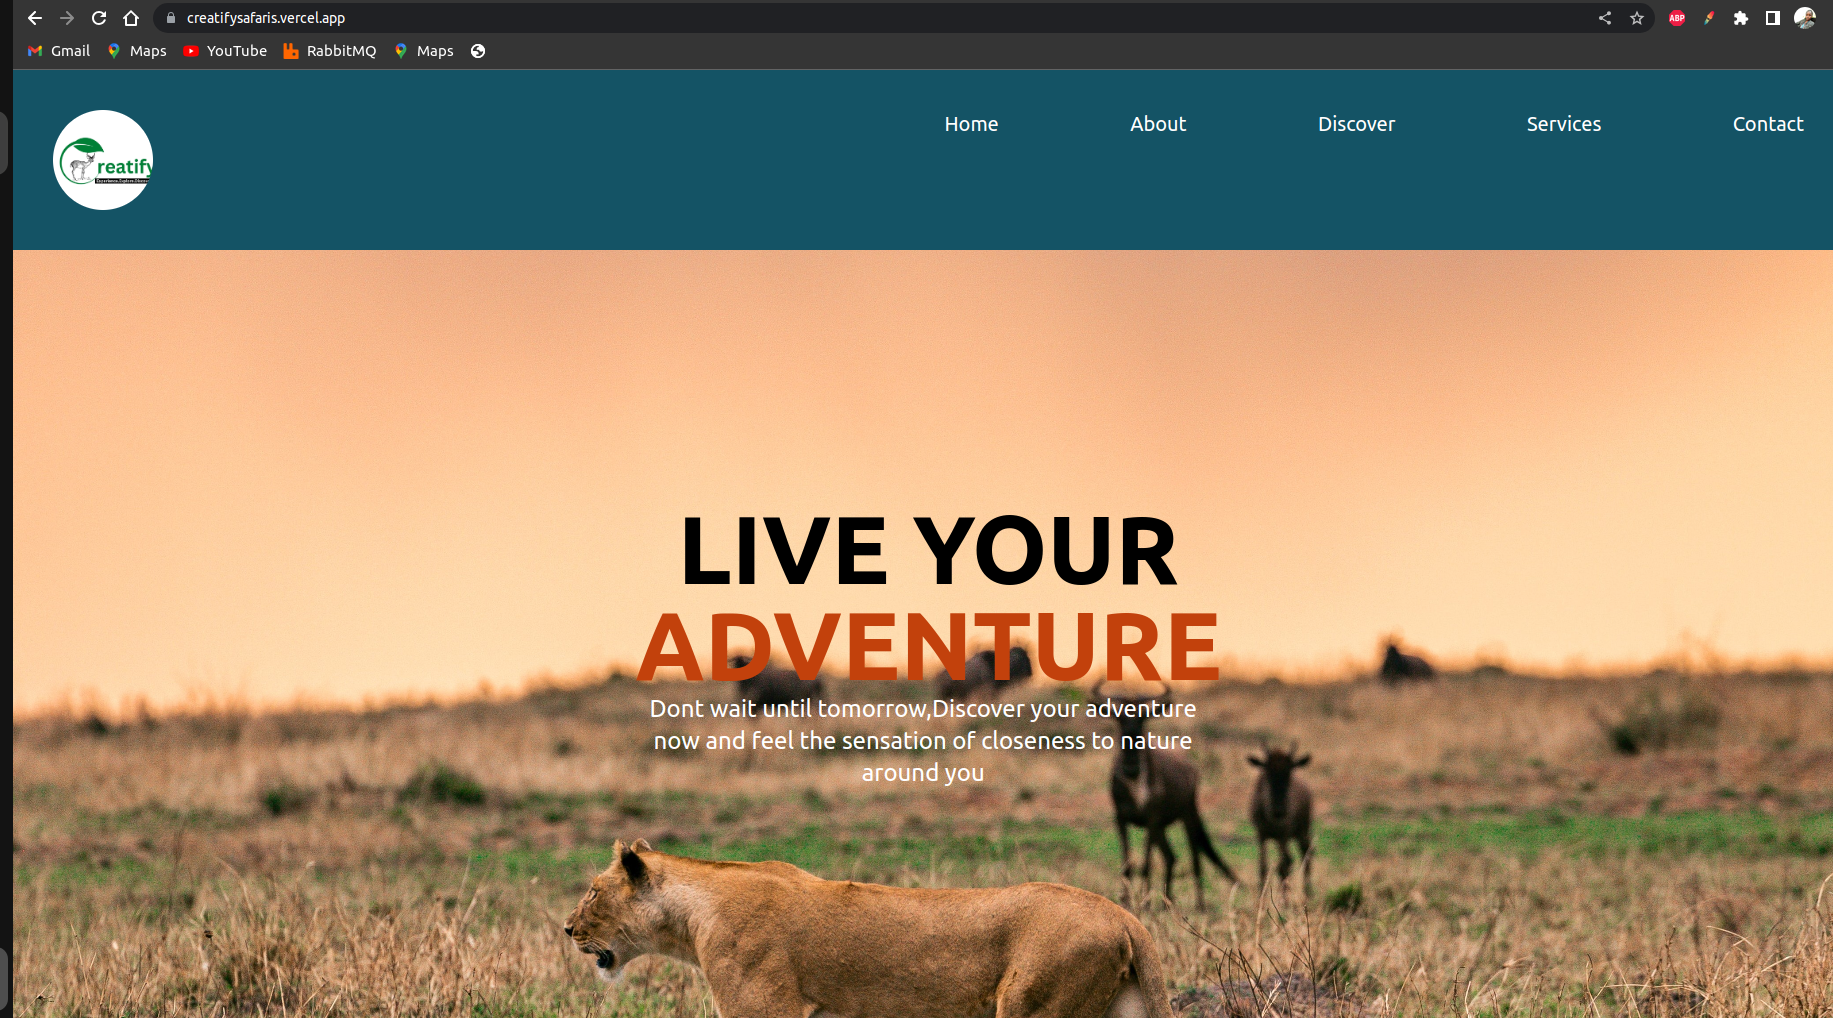 creatifysafaris.vercel.app
ABP
Gmail Maps YouTube RabbitMQ Maps
reatify
Home About Discover Services Contact
LIVE YOUR
ADVENTURE
Dont wait until tomorrow,Discover your adventure
now and feel the sensation of closeness to nature
around you